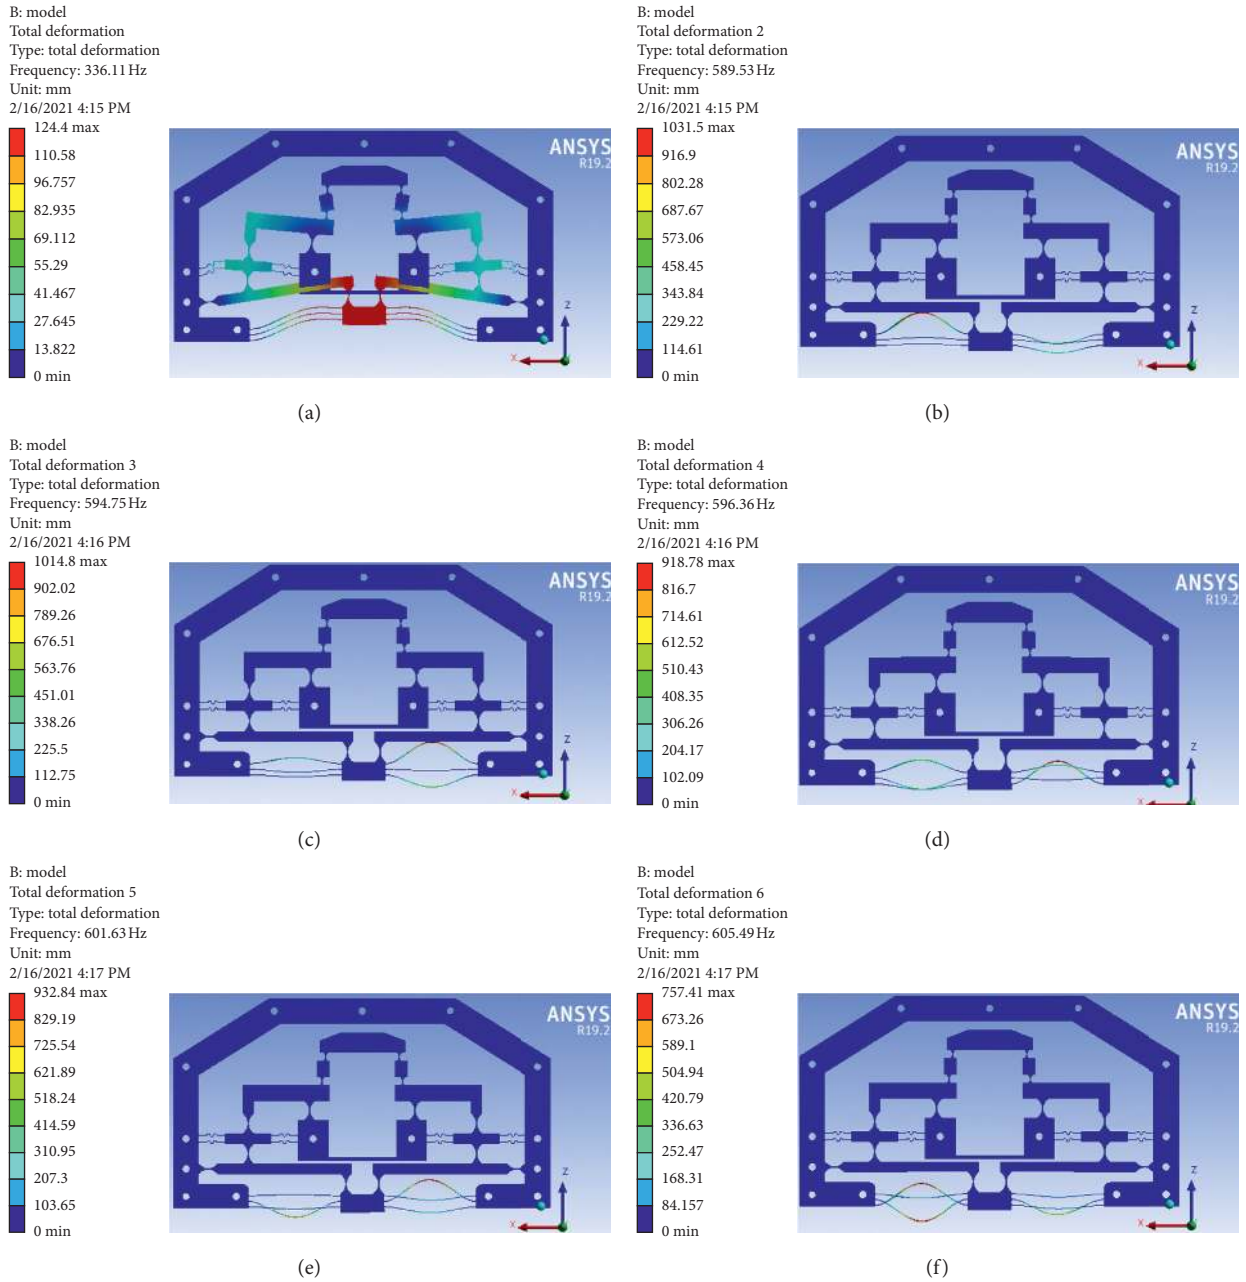 B: model
Total deformation
Type: total deformation
Frequency: 336.11 Hz
Unit: mm
2/16/2021 4:15 PM
124.4 max
110.58
96.757
82.935
69.112
55.29
41.467
27.645
13.822
0 min
ANSYS
R19.2
Z
X
(a)
B: model
Total deformation 2
Type: total deformation
Frequency: 589.53 Hz
Unit: mm
2/16/2021 4:15 PM
1031.5 max
916.9
802.28
687.67
573.06
458.45
343.84
229.22
114.61
0 min
ANSYS
R19.2
Z
X
(b)
B: model
Total deformation 3
Type: total deformation
Frequency: 594.75 Hz
Unit: mm
2/16/2021 4:16 PM
1014.8 max
902.02
789.26
676.51
563.76
451.01
338.26
225.5
112.75
0 min
ANSYS
R19.2
Z
X
(c)
B: model
Total deformation 4
Type: total deformation
Frequency: 596.36 Hz
Unit: mm
2/16/2021 4:16 PM
918.78 max
816.7
714.61
612.52
510.43
408.35
306.26
204.17
102.09
0 min
ANSYS
R19.2
Z
X
(d)
B: model
Total deformation 5
Type: total deformation
Frequency: 601.63 Hz
Unit: mm
2/16/2021 4:17 PM
932.84 max
829.19
725.54
621.89
518.24
414.59
310.95
207.3
103.65
0 min
ANSYS
R19.2
Z
X
(e)
B: model
Total deformation 6
Type: total deformation
Frequency: 605.49 Hz
Unit: mm
2/16/2021 4:17 PM
757.41 max
673.26
589.1
504.94
420.79
336.63
252.47
168.31
84.157
0 min
ANSYS
R19.2
Z
X
(f)